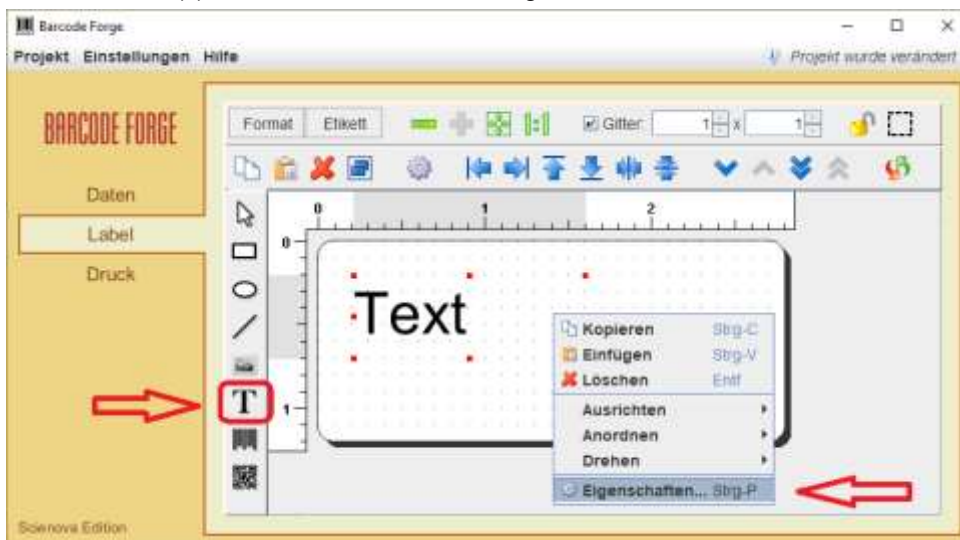 Barcode Forge
Projekt Einstellungen Hilfe
Projekt wurde verändert
BARCODE FORGE
Format Etikett Gitter: 1 x 1
Daten
Label
Druck
0 1 2
0
1
Text
T
Kopieren Strg-C
Einfügen Strg-V
Löschen Entf
Ausrichten
Anordnen
Drehen
Eigenschaften... Strg-P
Scienova Edition